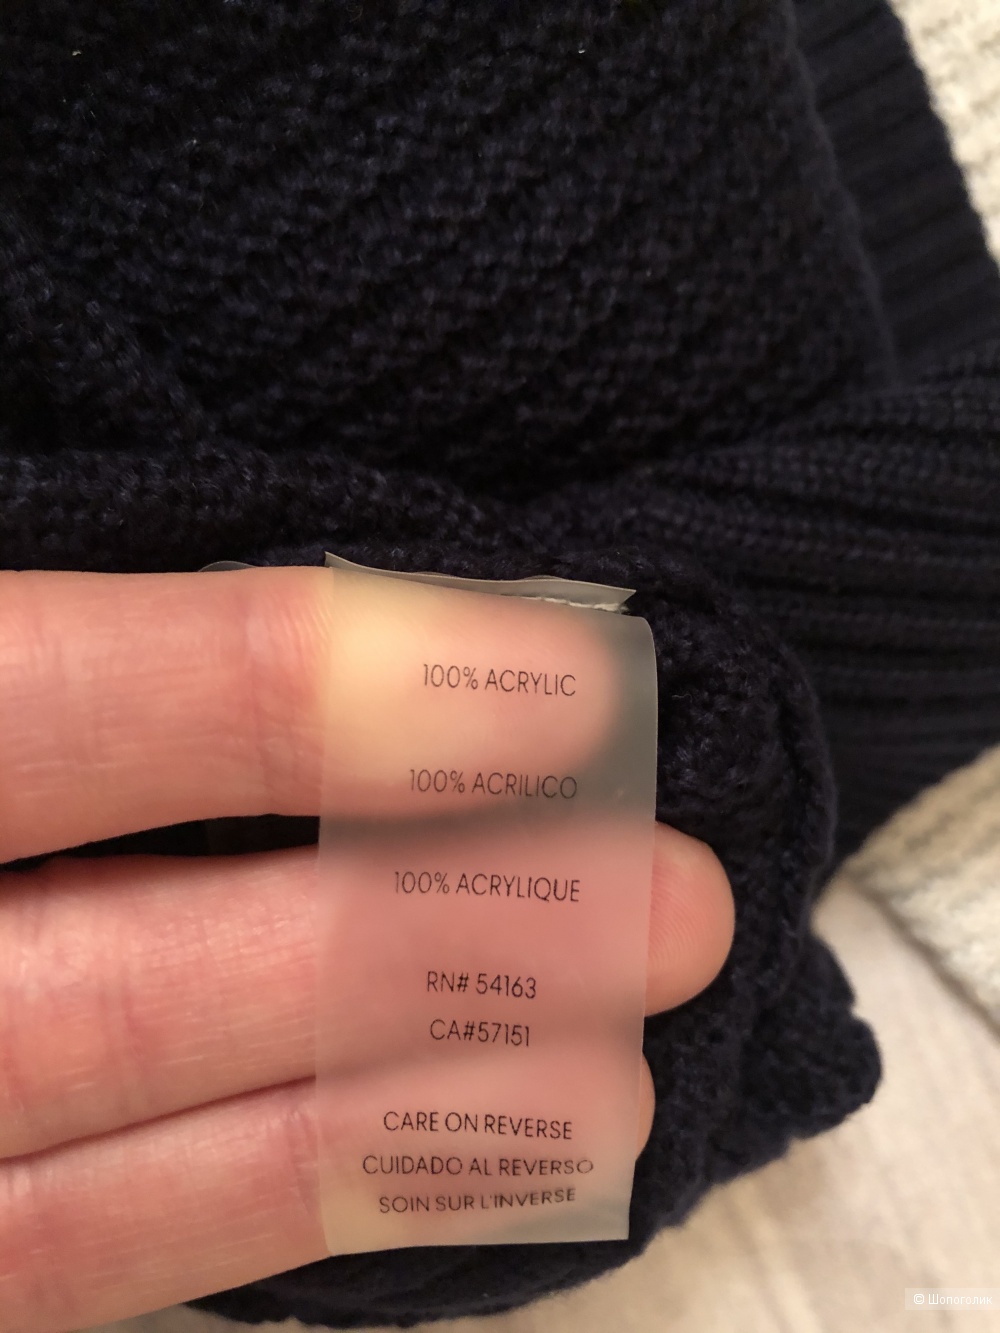 100% ACRYLIC
100% ACRILICO
100% ACRYLIQUE
RN# 54163
CA#57151
CARE ON REVERSE
CUIDADO AL REVERSO
SOIN SUR L'INVERSE
© Шопоголик